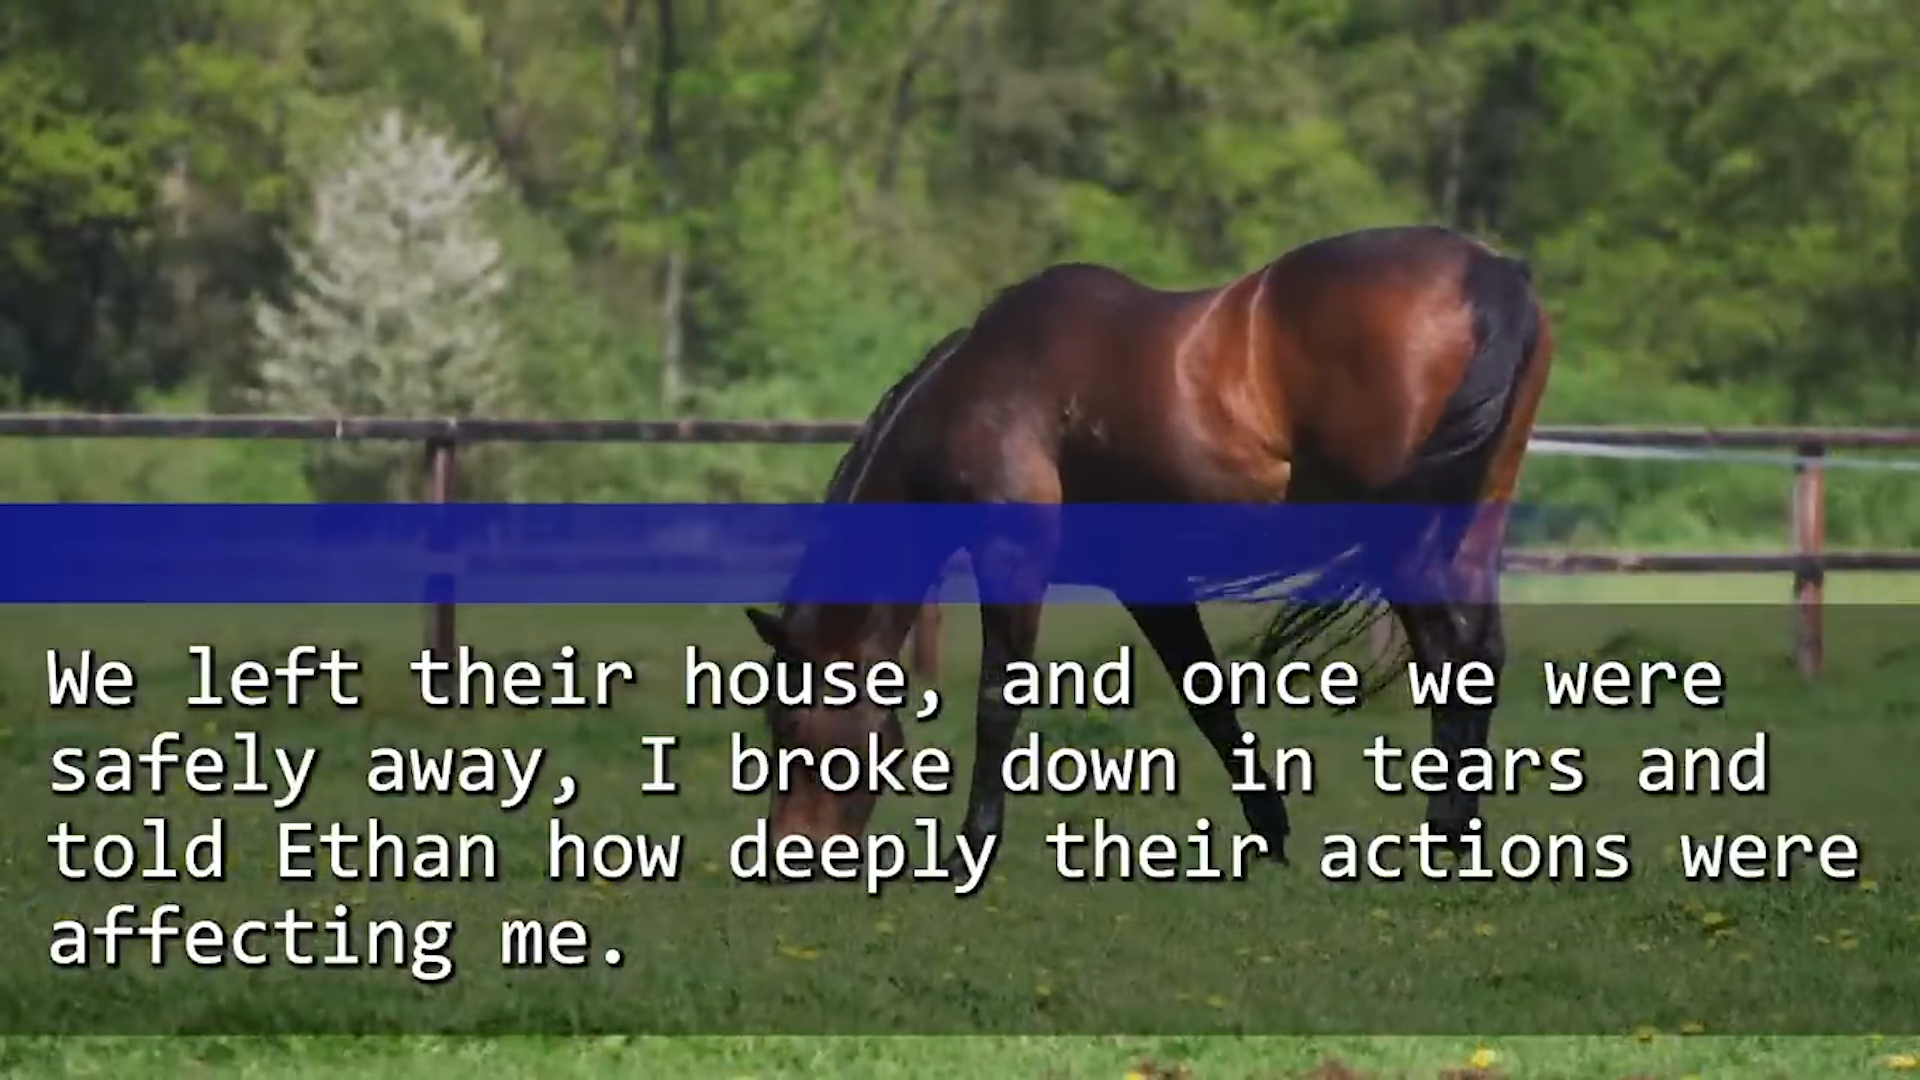 We left their house, and once we were
safely away, I broke down in tears and
told Ethan how deeply their actions were
affecting me.